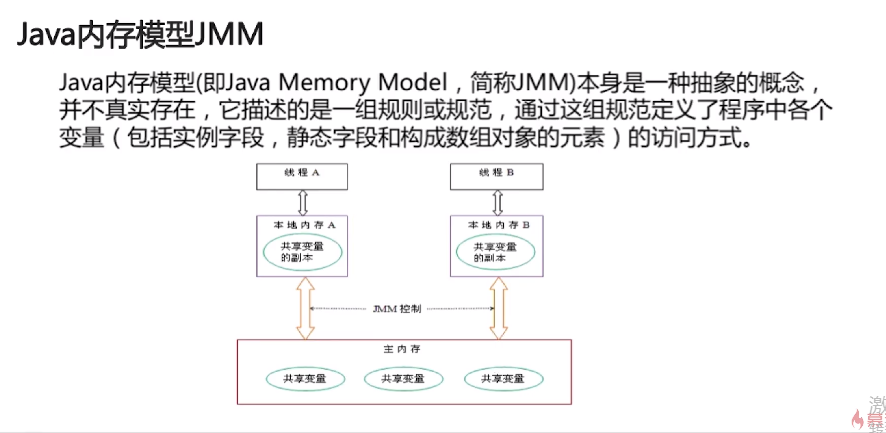 Java内存模型JMM
Java内存模型(即Java Memory Model，简称JMM)本身是一种抽象的概念，
并不真实存在，它描述的是一组规则或规范，通过这组规范定义了程序中各个
变量（包括实例字段，静态字段和构成数组对象的元素）的访问方式。
线程 A
线程 B
本地内存 A
本地内存 B
共享变量
的副本
共享变量
的副本
JMM 控制
主内存
共享变量
共享变量
共享变量
激
慕